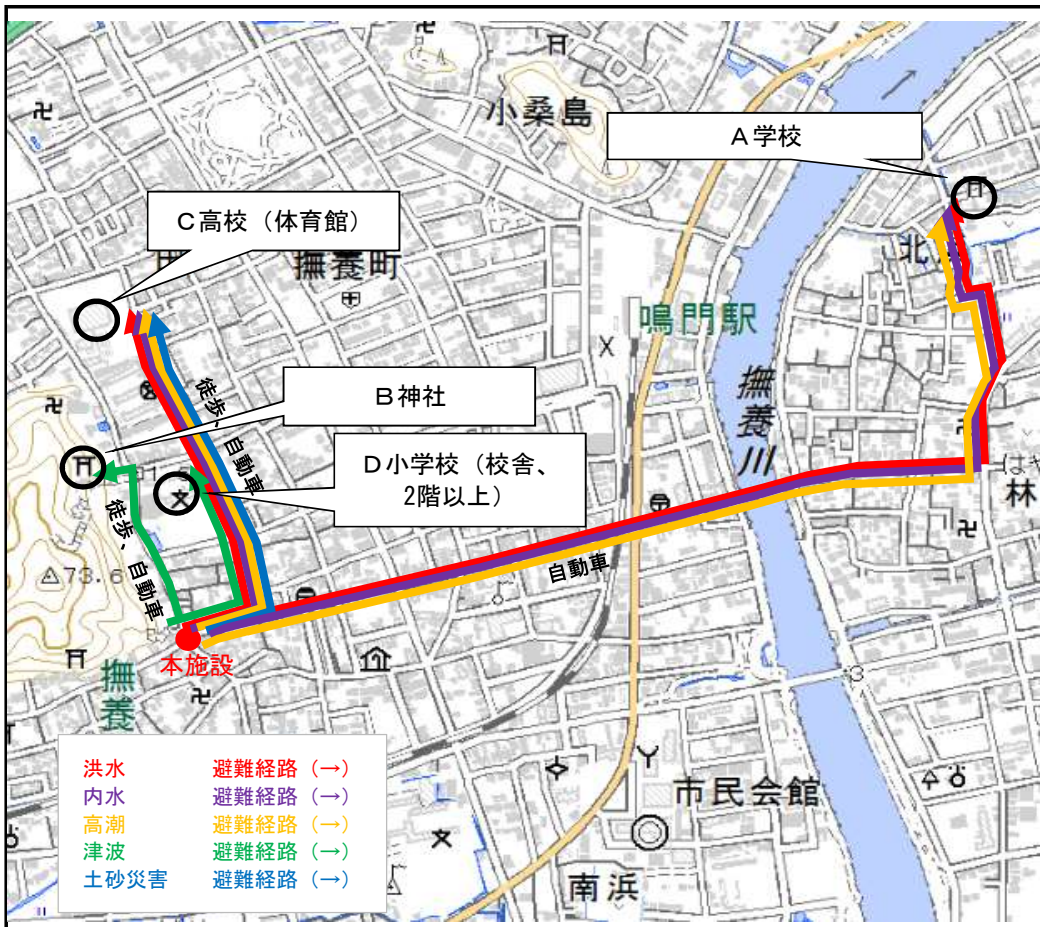 小桑島
A学校
C高校（体育館）
撫養町
鳴門駅
撫養川
B神社
D小学校（校舎、
2階以上）
徒歩、自動車
徒歩、自動車
自動車
73.6
林
本施設
撫養
市民会館
南浜
洪水 避難経路（→）
内水 避難経路（→）
高潮 避難経路（→）
津波 避難経路（→）
土砂災害 避難経路（→）